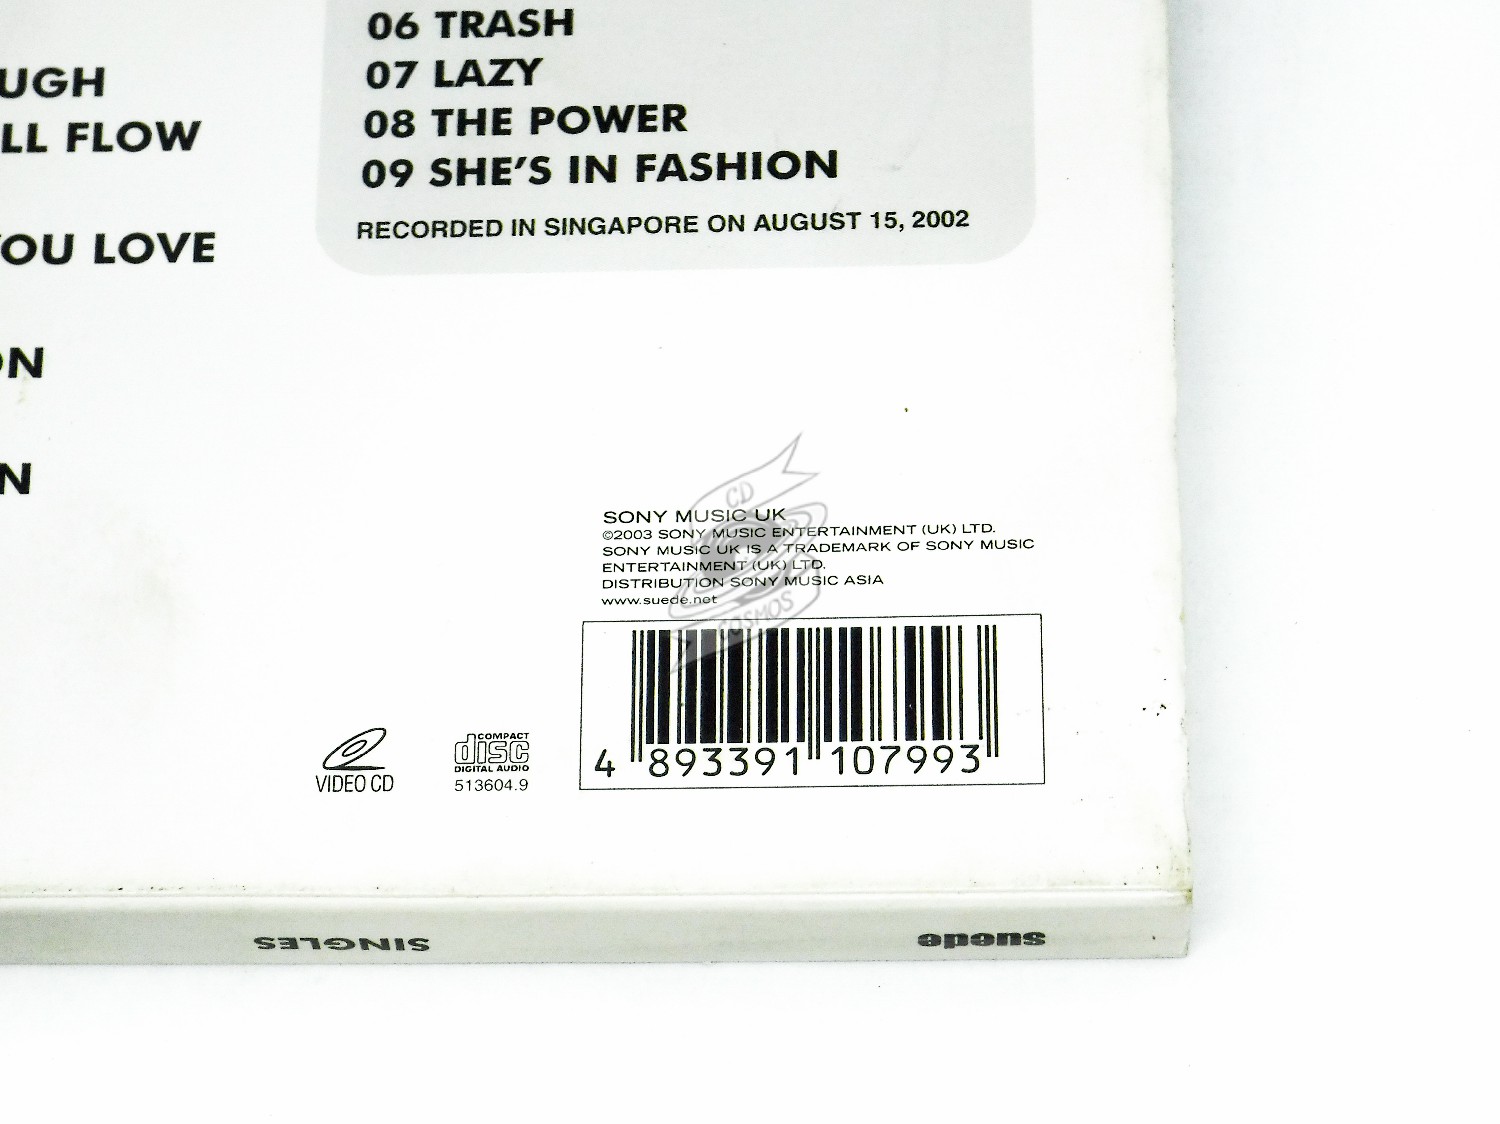 UGH
LL FLOW
YOU LOVE
ON
N
06 TRASH
07 LAZY
08 THE POWER
09 SHE'S IN FASHION
RECORDED IN SINGAPORE ON AUGUST 15, 2002
CD
COSMOS
SONY MUSIC UK
©2003 SONY MUSIC ENTERTAINMENT (UK) LTD.
SONY MUSIC UK IS A TRADEMARK OF SONY MUSIC
ENTERTAINMENT (UK) LTD.
DISTRIBUTION SONY MUSIC ASIA
www.suede.net
VIDEO CD
COMPACT
disc
DIGITAL AUDIO
513604.9
4 893391 107993
suede
SINGLES